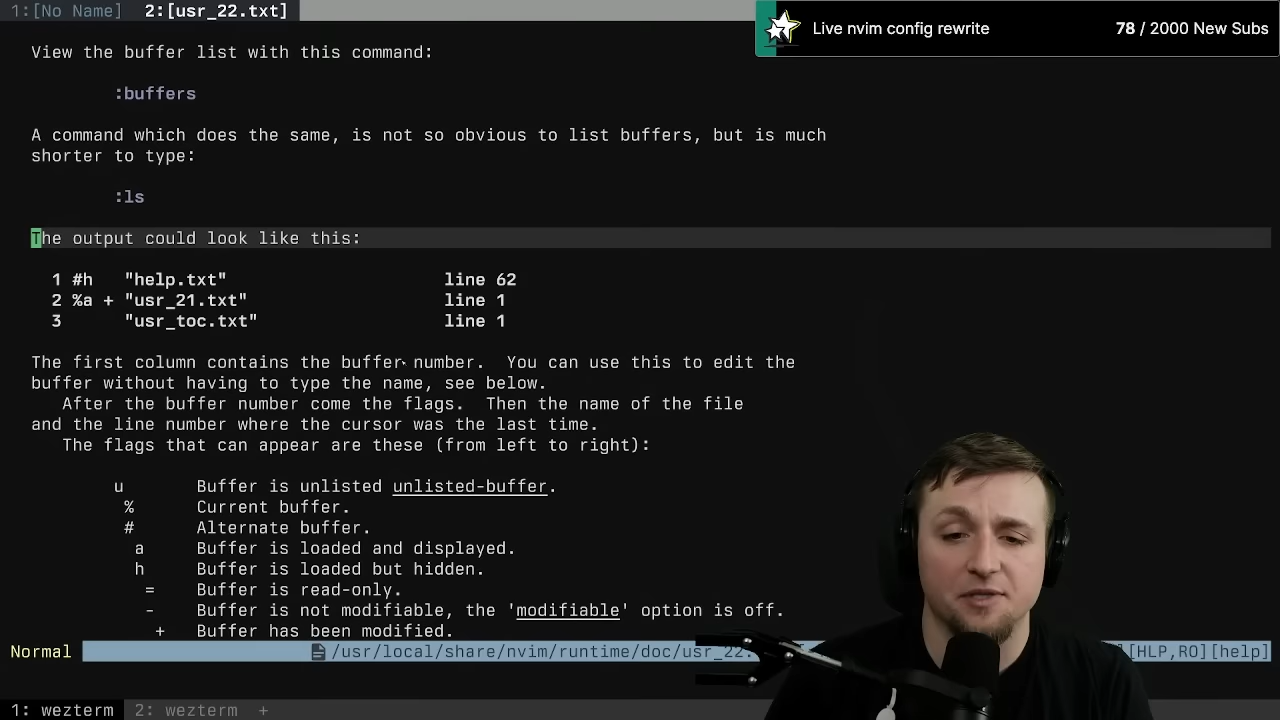 1:[No Name]  2:[usr_22.txt]
Live nvim config rewrite  78 / 2000 New Subs
View the buffer list with this command:
:buffers
A command which does the same, is not so obvious to list buffers, but is much
shorter to type:
:ls
The output could look like this:
1 #h   "help.txt"                     line 62
2 %a + "usr_21.txt"                   line 1
3      "usr_toc.txt"                  line 1
The first column contains the buffer number.  You can use this to edit the
buffer without having to type the name, see below.
After the buffer number come the flags.  Then the name of the file
and the line number where the cursor was the last time.
The flags that can appear are these (from left to right):
u       Buffer is unlisted unlisted-buffer.
%      Current buffer.
#      Alternate buffer.
a     Buffer is loaded and displayed.
h     Buffer is loaded but hidden.
=    Buffer is read-only.
-    Buffer is not modifiable, the 'modifiable' option is off.
+   Buffer has been modified.
Normal  /usr/local/share/nvim/runtime/doc/usr_22.  [HLP,RO][help]
1: wezterm  2: wezterm  +